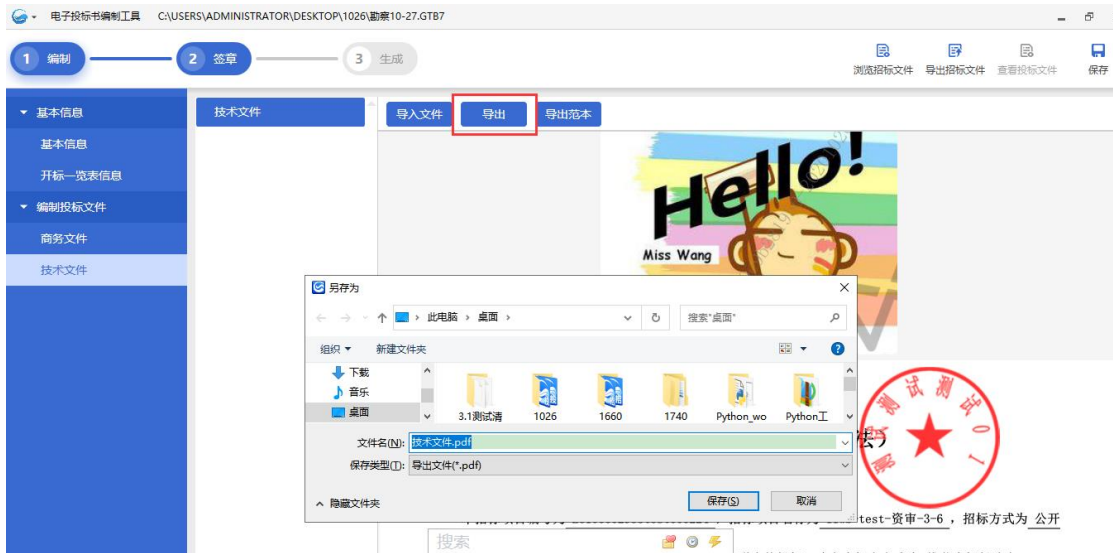 电子投标书编制工具 C:\USERS\ADMINISTRATOR\DESKTOP\1026\勘察10-27.GTB7
1 编制 2 签章 3 生成
浏览招标文件 导出招标文件 查看投标文件 保存
基本信息
基本信息
开标一览表信息
编制投标文件
商务文件
技术文件
技术文件
导入文件 导出 导出范本
Hello!
Miss Wang
另存为
此电脑 › 桌面 ›
搜索"桌面"
组织 新建文件夹
下载
音乐
桌面
3.1测试清 1026 1660 1740 Python_wo Python工
文件名(N): 技术文件.pdf
保存类型(T): 导出文件(*.pdf)
隐藏文件夹 保存(S) 取消
法）
测试测试测试01
test-资审-3-6 ，招标方式为 公开
搜索